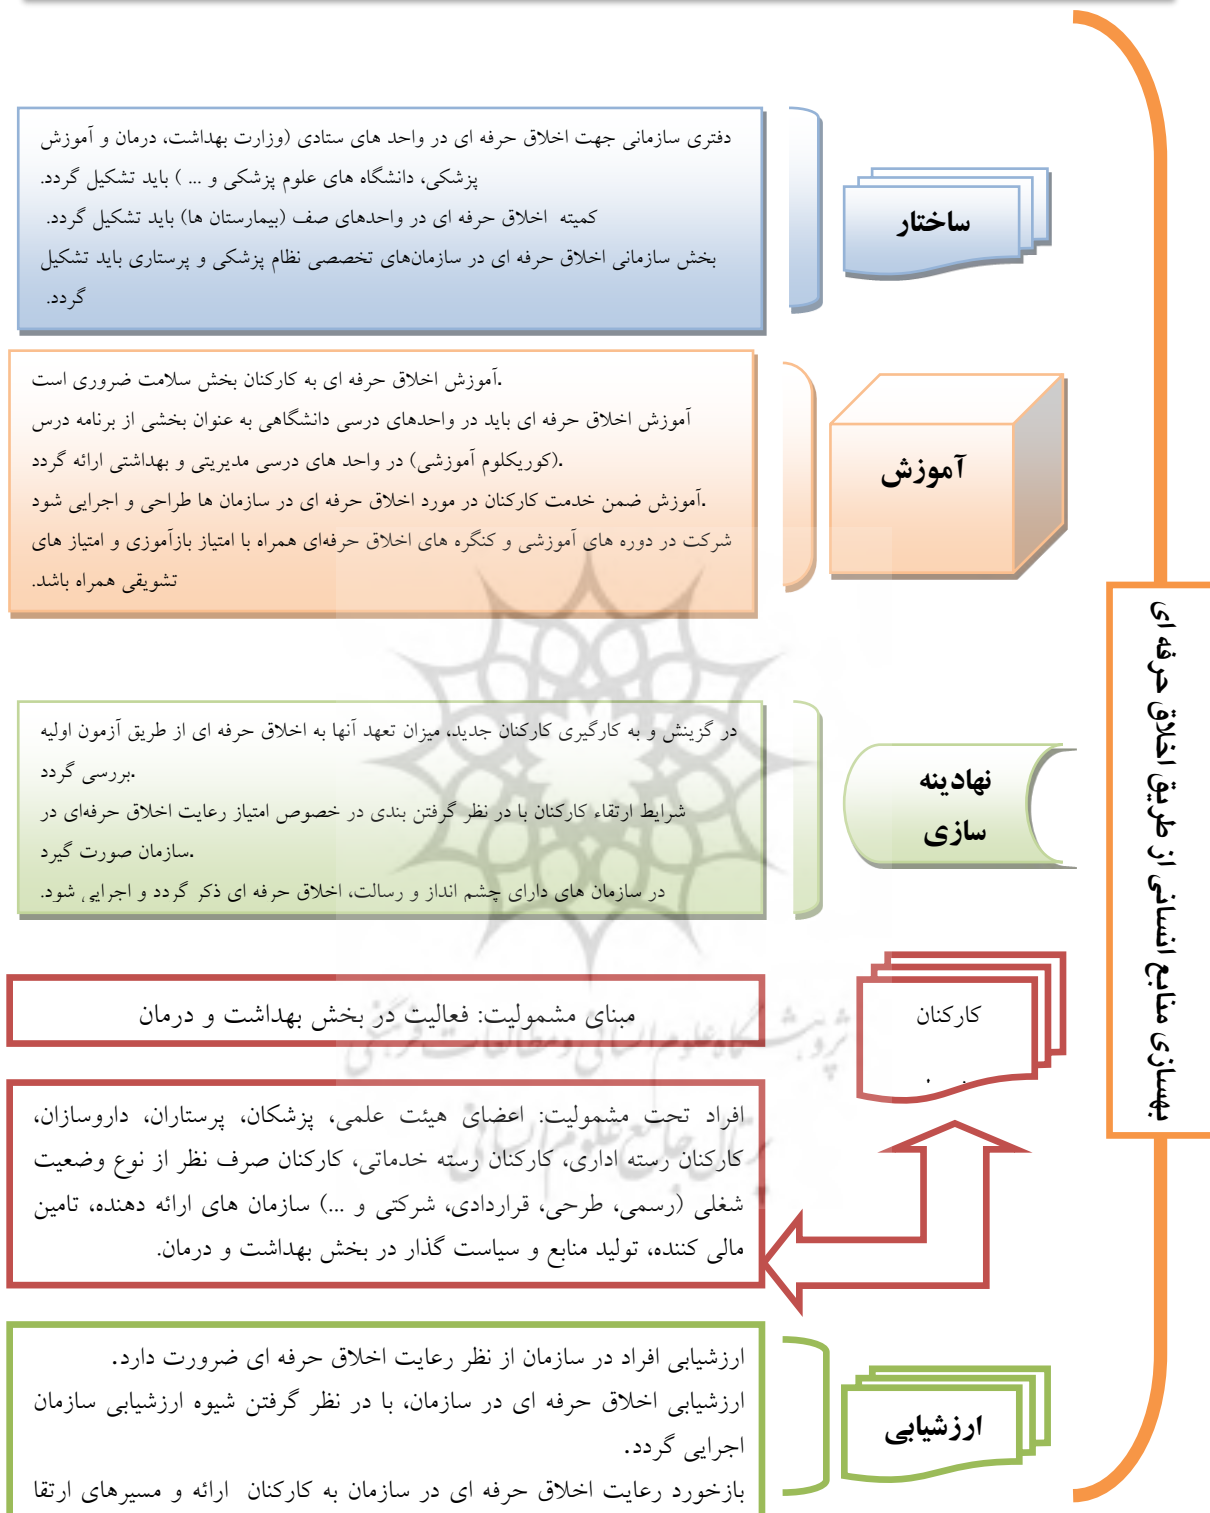 دفتری سازمانی جهت اخلاق حرفه ای در واحد های ستادی (وزارت بهداشت، درمان و آموزش
پزشکی، دانشگاه های علوم پزشکی و ... ) باید تشکیل گردد.
کمیته اخلاق حرفه ای در واحدهای صف (بیمارستان ها) باید تشکیل گردد.
بخش سازمانی اخلاق حرفه ای در سازمان‌های تخصصی نظام پزشکی و پرستاری باید تشکیل
گردد.
ساختار
.آموزش اخلاق حرفه ای به کارکنان بخش سلامت ضروری است
آموزش اخلاق حرفه ای باید در واحدهای درسی دانشگاهی به عنوان بخشی از برنامه درس
.(کوریکلوم آموزشی) در واحد های درسی مدیریتی و بهداشتی ارائه گردد
.آموزش ضمن خدمت کارکنان در مورد اخلاق حرفه ای در سازمان ها طراحی و اجرایی شود
شرکت در دوره های آموزشی و کنگره های اخلاق حرفه‌ای همراه با امتیاز بازآموزی و امتیاز های
تشویقی همراه باشد.
آموزش
بهسازی منابع انسانی از طریق اخلاق حرفه ای
در گزینش و به کارگیری کارکنان جدید، میزان تعهد آنها به اخلاق حرفه ای از طریق آزمون اولیه
.بررسی گردد
شرایط ارتقاء کارکنان با در نظر گرفتن بندی در خصوص امتیاز رعایت اخلاق حرفه‌ای در
.سازمان صورت گیرد
در سازمان های دارای چشم انداز و رسالت، اخلاق حرفه ای ذکر گردد و اجرایی شود.
نهادینه
سازی
مبنای مشمولیت: فعالیت در بخش بهداشت و درمان
کارکنان
پژوهشگاه علوم انسانی و مطالعات فرهنگی
پرتال جامع علوم انسانی
افراد تحت مشمولیت: اعضای هیئت علمی، پزشکان، پرستاران، داروسازان،
کارکنان رسته اداری، کارکنان رسته خدماتی، کارکنان صرف نظر از نوع وضعیت
شغلی (رسمی، طرحی، قراردادی، شرکتی و ...) سازمان های ارائه دهنده، تامین
مالی کننده، تولید منابع و سیاست گذار در بخش بهداشت و درمان.
ارزشیابی افراد در سازمان از نظر رعایت اخلاق حرفه ای ضرورت دارد.
ارزشیابی اخلاق حرفه ای در سازمان، با در نظر گرفتن شیوه ارزشیابی سازمان
اجرایی گردد.
بازخورد رعایت اخلاق حرفه ای در سازمان به کارکنان ارائه و مسیرهای ارتقا
ارزشیابی